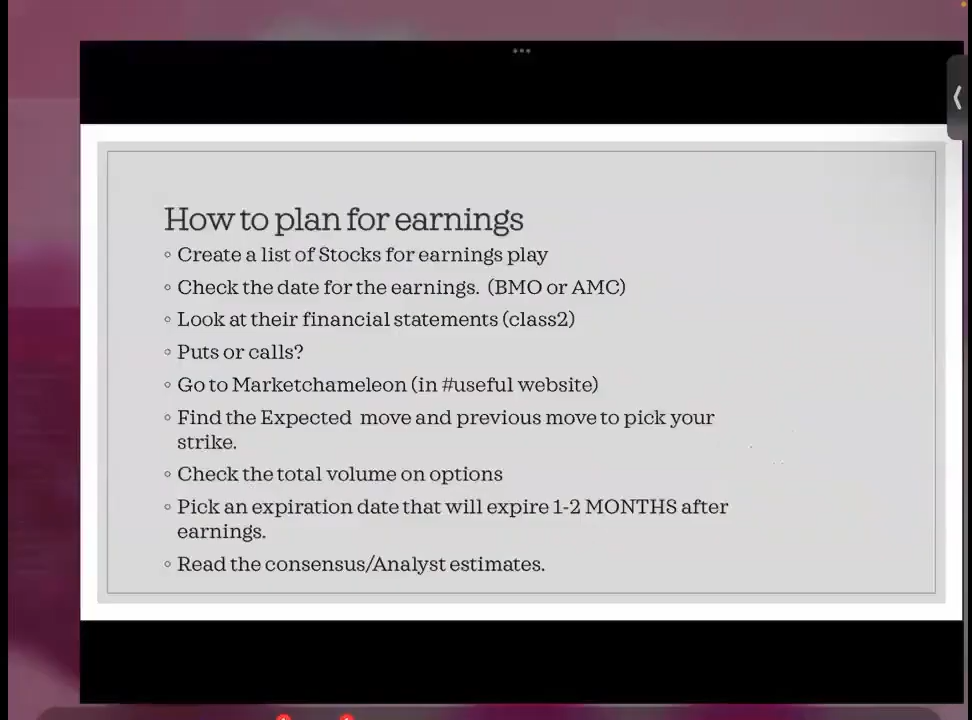 How to plan for earnings
◦ Create a list of Stocks for earnings play
◦ Check the date for the earnings. (BMO or AMC)
◦ Look at their financial statements (class2)
◦ Puts or calls?
◦ Go to Marketchameleon (in #useful website)
◦ Find the Expected  move and previous move to pick your
strike.
◦ Check the total volume on options
◦ Pick an expiration date that will expire 1-2 MONTHS after
earnings.
◦ Read the consensus/Analyst estimates.